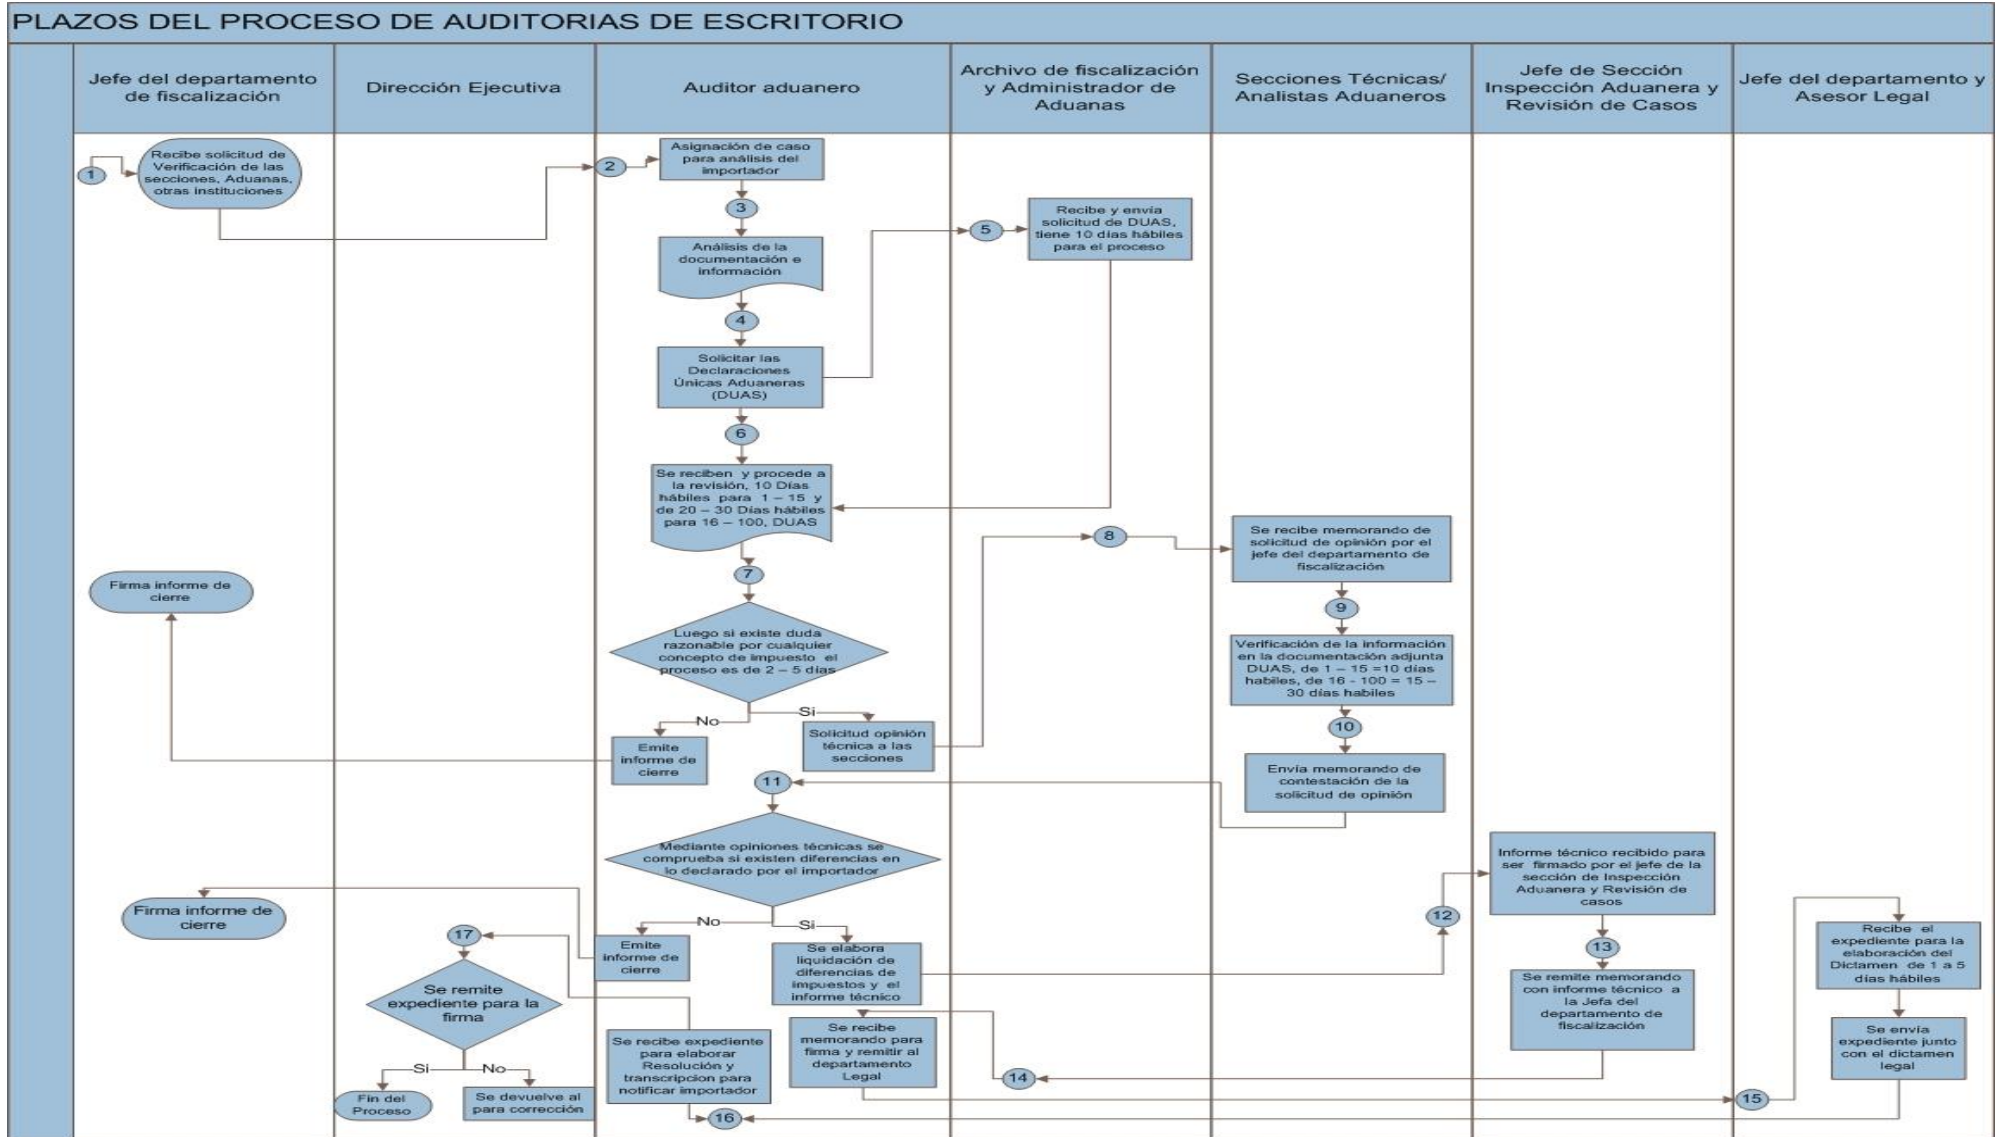 PLAZOS DEL PROCESO DE AUDITORIAS DE ESCRITORIO
Jefe del departamento
de fiscalización
Dirección Ejecutiva
Auditor aduanero
Archivo de fiscalización
y Administrador de
Aduanas
Secciones Técnicas/
Analistas Aduaneros
Jefe de Sección
Inspección Aduanera y
Revisión de Casos
Jefe del departamento y
Asesor Legal
1
Recibe solicitud de
Verificación de las
secciones, Aduanas,
otras instituciones
2
Asignación de caso
para análisis del
importador
3
Análisis de la
documentación e
información
4
Solicitar las
Declaraciones
Únicas Aduaneras
(DUAS)
5
Recibe y envía
solicitud de DUAS,
tiene 10 días hábiles
para el proceso
6
Se reciben y procede a
la revisión, 10 Días
hábiles para 1 – 15 y
de 20 – 30 Días hábiles
para 16 – 100, DUAS
7
Luego si existe duda
razonable por cualquier
concepto de impuesto el
proceso es de 2 – 5 días
No
Si
Emite
informe de
cierre
Solicitud opinión
técnica a las
secciones
Firma informe de
cierre
8
Se recibe memorando de
solicitud de opinión por el
jefe del departamento de
fiscalización
9
Verificación de la información
en la documentación adjunta
DUAS, de 1 – 15 =10 días
habiles, de 16 - 100 = 15 –
30 días habiles
10
Envía memorando de
contestación de la
solicitud de opinión
11
Mediante opiniones técnicas se
comprueba si existen diferencias en
lo declarado por el importador
No
Si
Emite
informe de
cierre
Se elabora
liquidación de
diferencias de
impuestos y el
informe técnico
Firma informe de
cierre
12
Informe técnico recibido para
ser firmado por el jefe de la
sección de Inspección
Aduanera y Revisión de
casos
13
Se remite memorando
con informe técnico a
la Jefa del
departamento de
fiscalización
14
Se recibe
memorando para
firma y remitir al
departamento
Legal
15
Recibe el
expediente para la
elaboración del
Dictamen de 1 a 5
días hábiles
Se envía
expediente junto
con el dictamen
legal
16
Se recibe expediente
para elaborar
Resolución y
transcripcion para
notificar importador
17
Se remite
expediente para la
firma
Si
No
Fin del
Proceso
Se devuelve al
para corrección